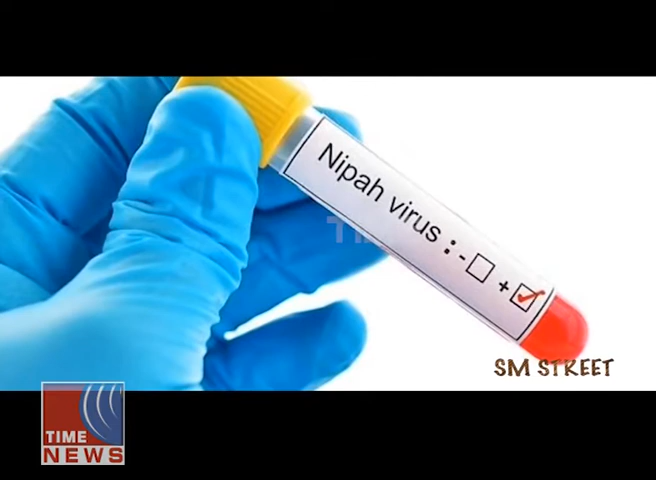 Nipah virus : - ☐ + ☑
SM STREET
TIME
NEWS